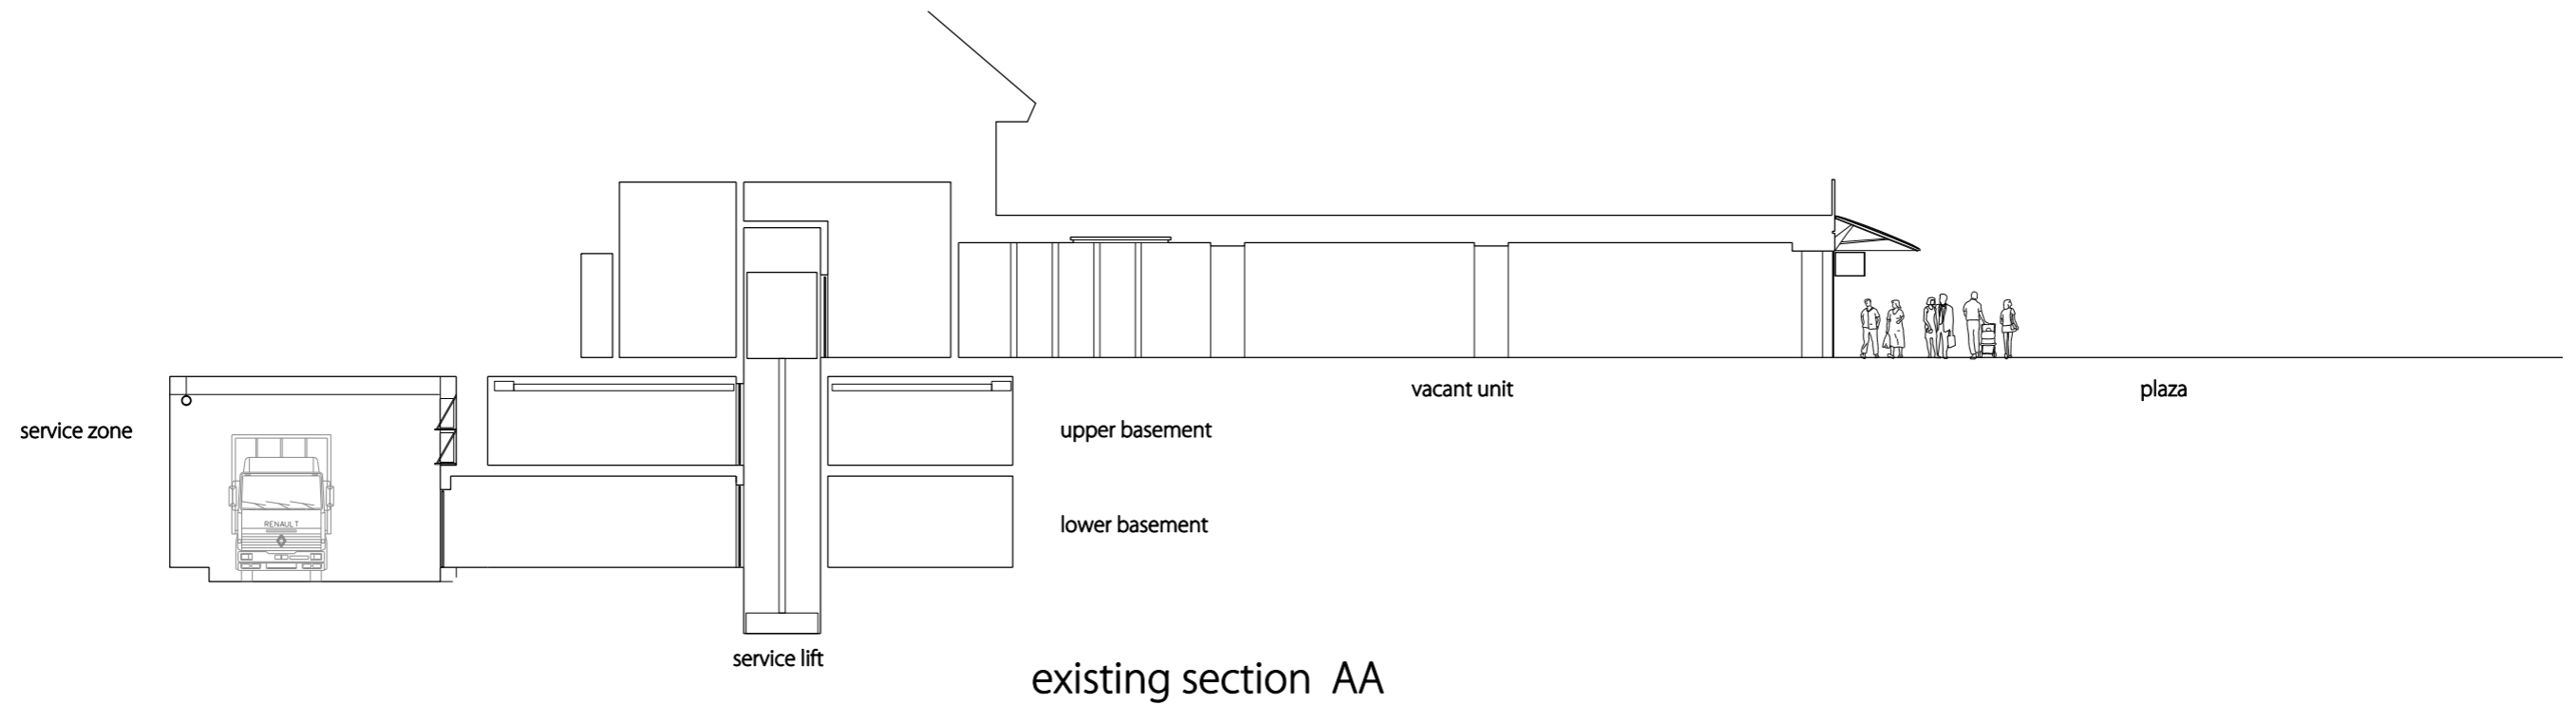 vacant unit
plaza
service zone
upper basement
RENAULT
lower basement
service lift
existing section AA